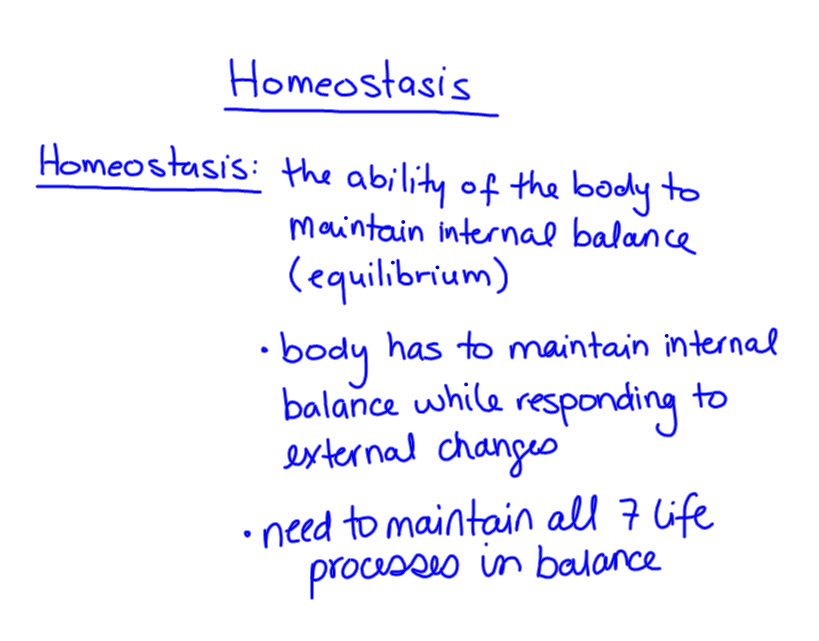 Homeostasis
Homeostasis: the ability of the body to
maintain internal balance
(equilibrium)
• body has to maintain internal
balance while responding to
external changes
• need to maintain all 7 life
processes in balance